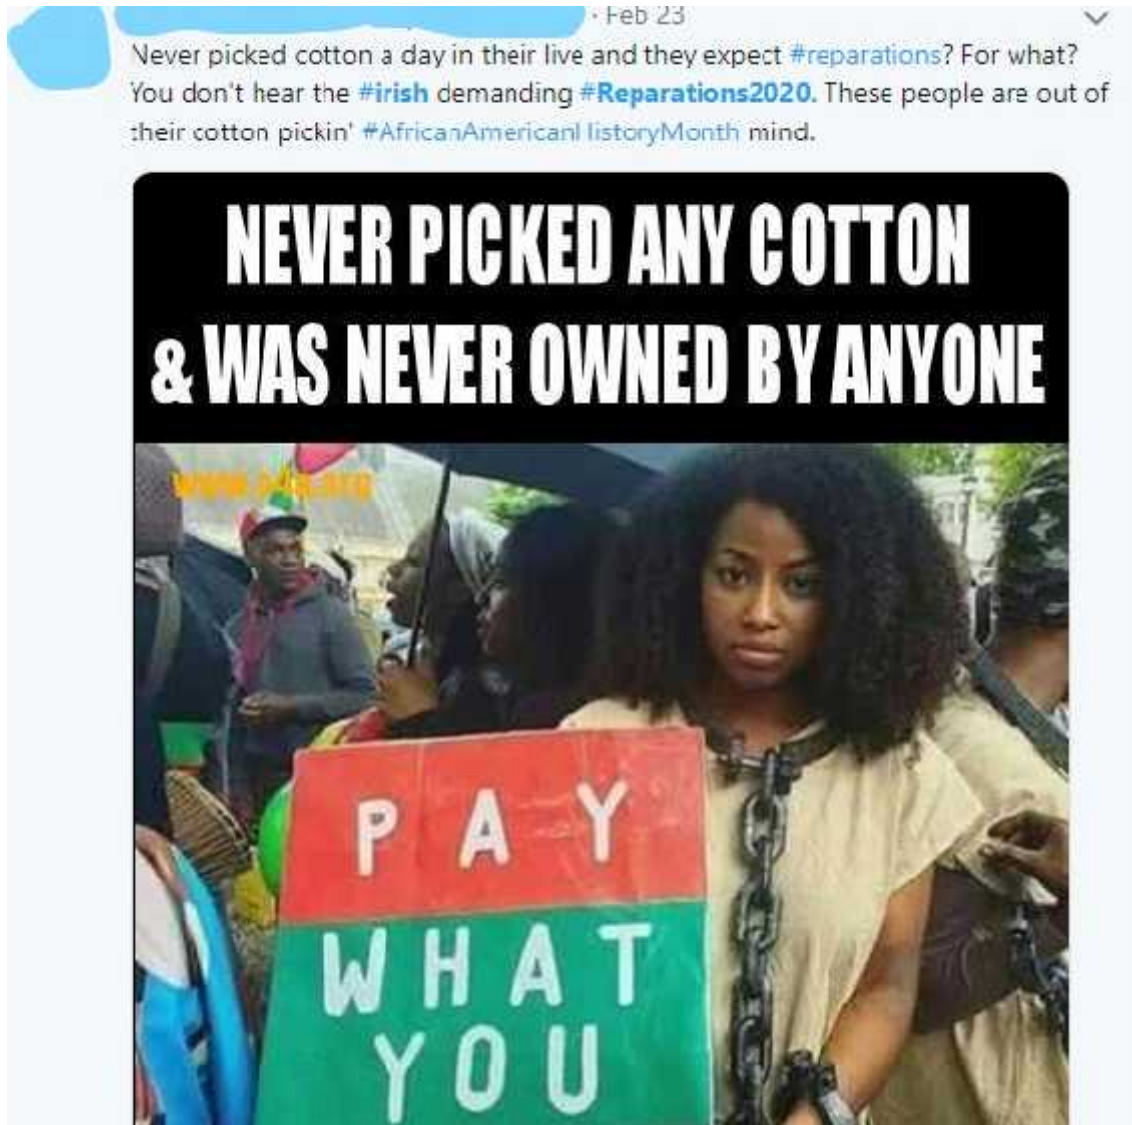 · Feb 23
Never picked cotton a day in their live and they expect #reparations? For what?
You don't hear the #irish demanding #Reparations2020. These people are out of
their cotton pickin' #AfricanAmericanHistoryMonth mind.
NEVER PICKED ANY COTTON
& WAS NEVER OWNED BY ANYONE
PAY
WHAT
YOU